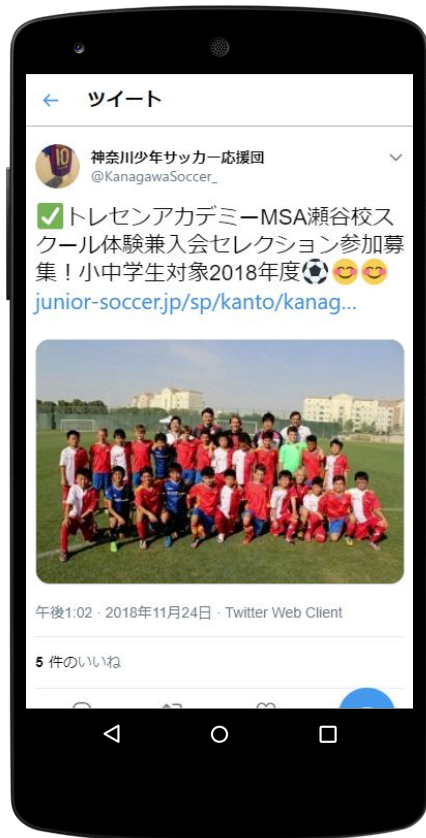 ツイート
神奈川少年サッカー応援団
@KanagawaSoccer_
✅トレセンアカデミーMSA瀬谷校ス
クール体験兼入会セレクション参加募
集！小中学生対象2018年度⚽😊😊
junior-soccer.jp/sp/kanto/kanag...
午後1:02 · 2018年11月24日 · Twitter Web Client
5 件のいいね